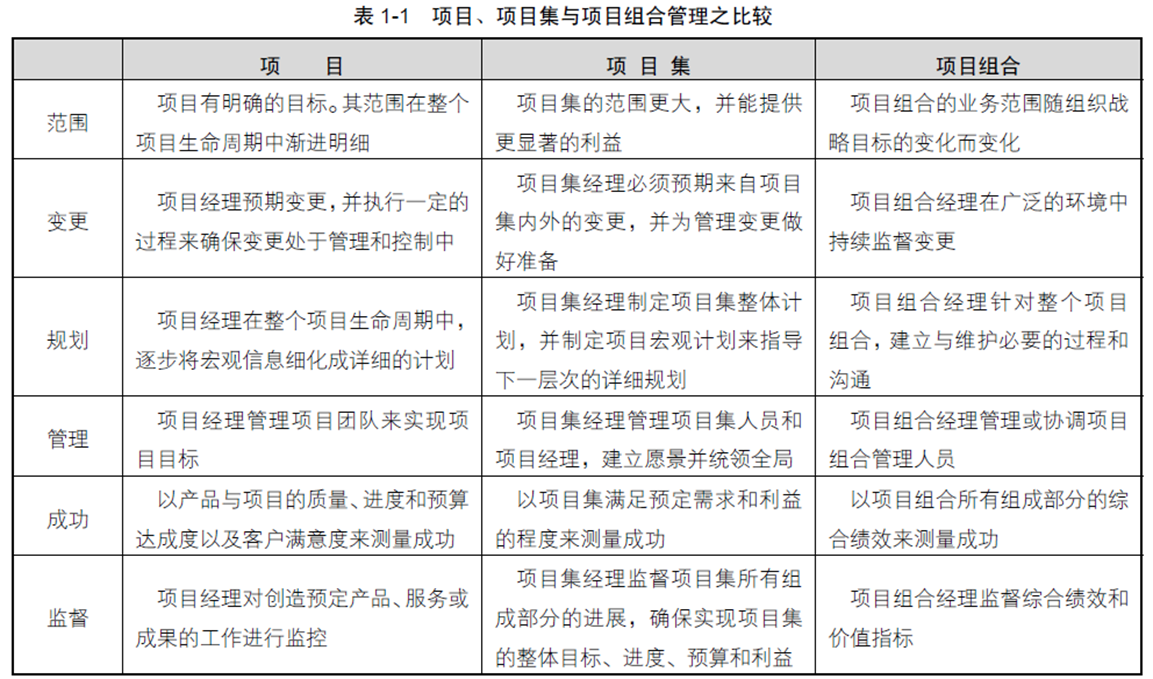 表 1-1 项目、项目集与项目组合管理之比较
项 目
项 目 集
项目组合
范围
项目有明确的目标。其范围在整个
项目生命周期中渐进明细
项目集的范围更大，并能提供
更显著的利益
项目组合的业务范围随组织战
略目标的变化而变化
变更
项目经理预期变更，并执行一定的
过程来确保变更处于管理和控制中
项目集经理必须预期来自项目
集内外的变更，并为管理变更做
好准备
项目组合经理在广泛的环境中
持续监督变更
规划
项目经理在整个项目生命周期中，
逐步将宏观信息细化成详细的计划
项目集经理制定项目集整体计
划，并制定项目宏观计划来指导
下一层次的详细规划
项目组合经理针对整个项目
组合，建立与维护必要的过程和
沟通
管理
项目经理管理项目团队来实现项
目目标
项目集经理管理项目集人员和
项目经理，建立愿景并统领全局
项目组合经理管理或协调项目
组合管理人员
成功
以产品与项目的质量、进度和预算
达成度以及客户满意度来测量成功
以项目集满足预定需求和利益
的程度来测量成功
以项目组合所有组成部分的综
合绩效来测量成功
监督
项目经理对创造预定产品、服务或
成果的工作进行监控
项目集经理监督项目集所有组
成部分的进展，确保实现项目集
的整体目标、进度、预算和利益
项目组合经理监督综合绩效和
价值指标